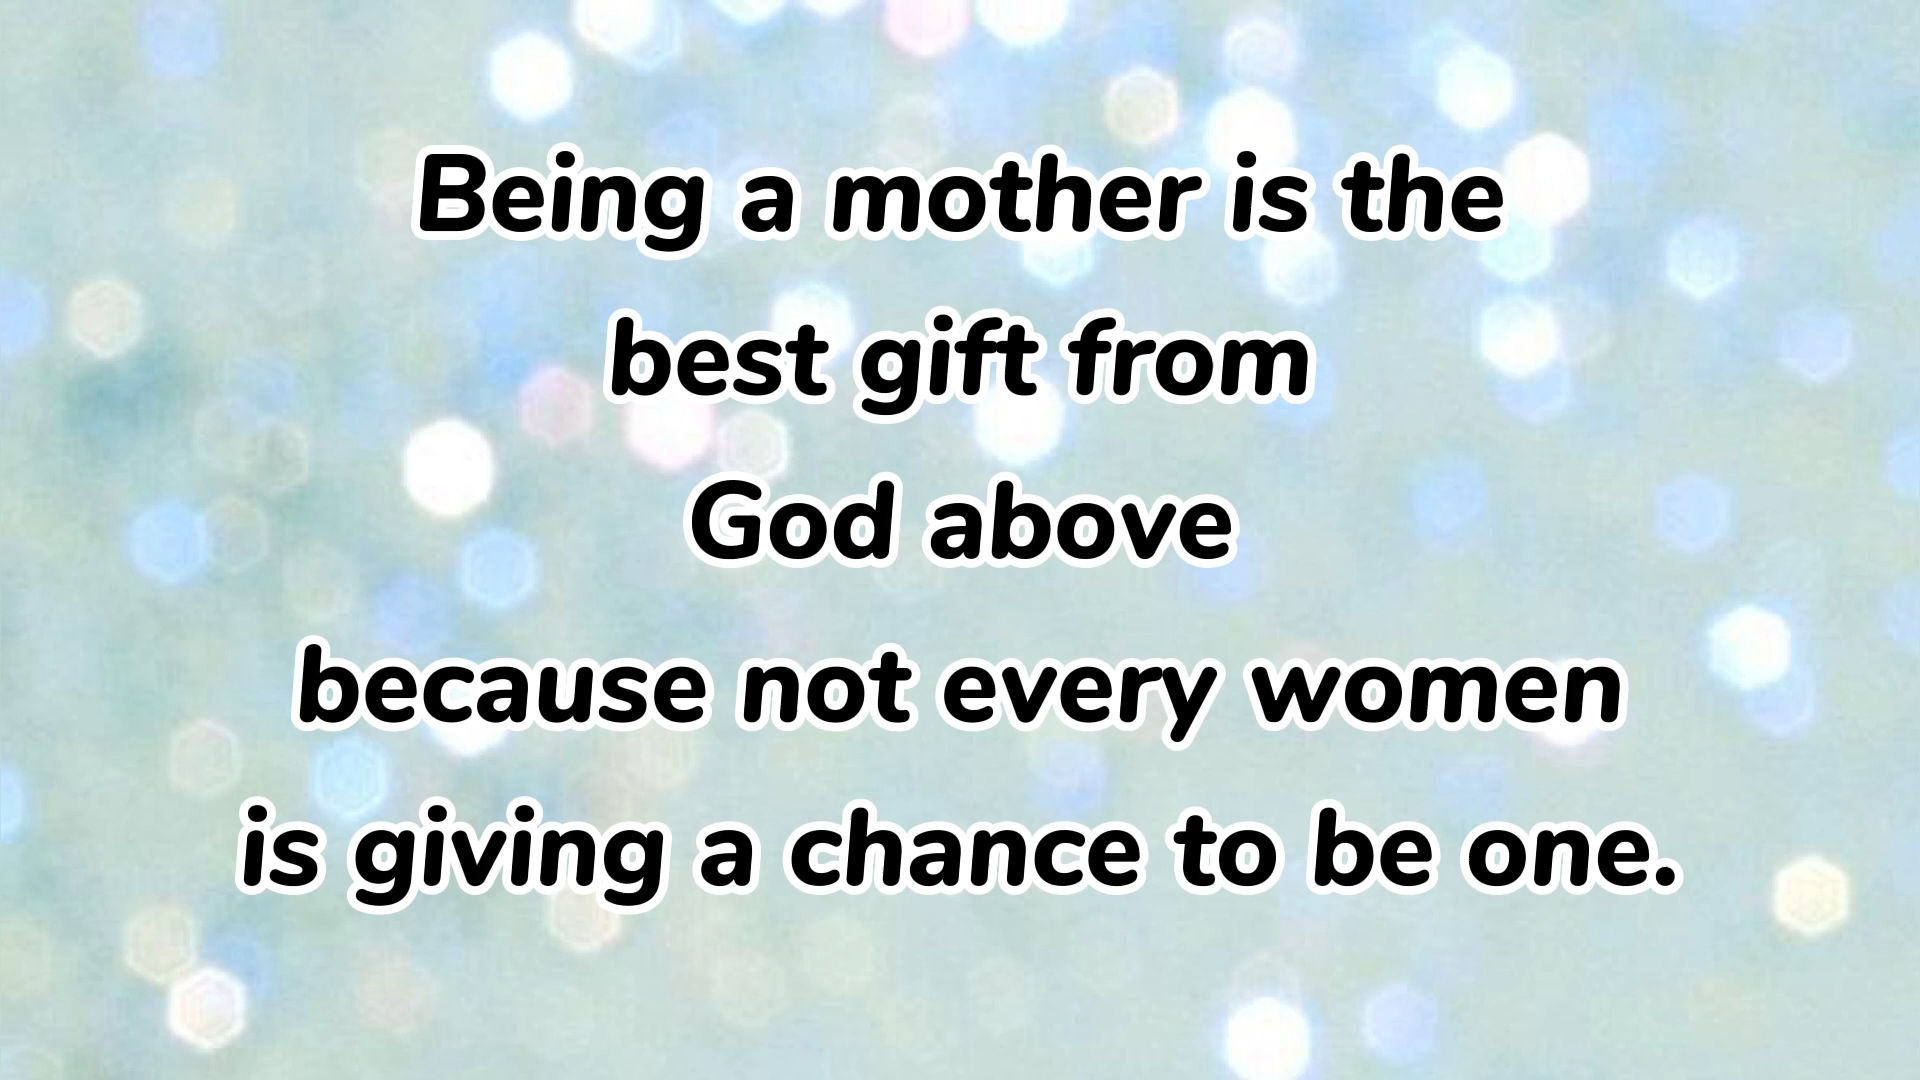 Being a mother is the
best gift from
God above
because not every women
is giving a chance to be one.